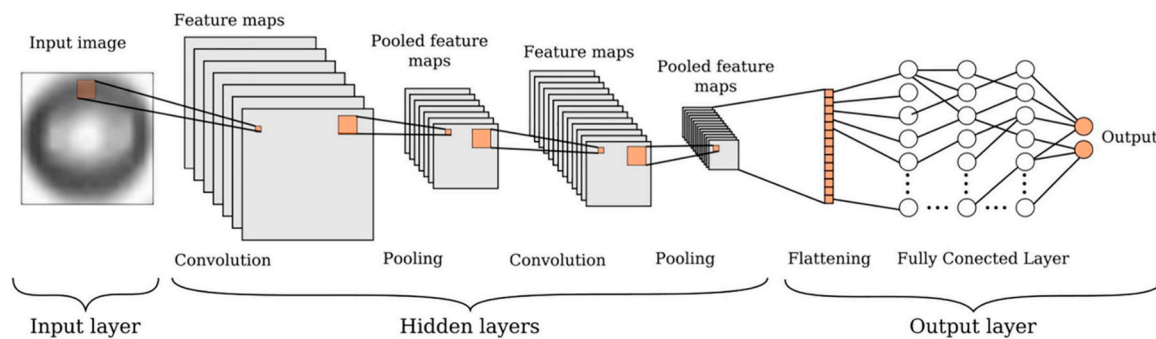 Input image
Feature maps
Pooled feature
maps
Feature maps
Pooled feature
maps
Output
Convolution
Pooling
Convolution
Pooling
Flattening
Fully Conected Layer
Input layer
Hidden layers
Output layer